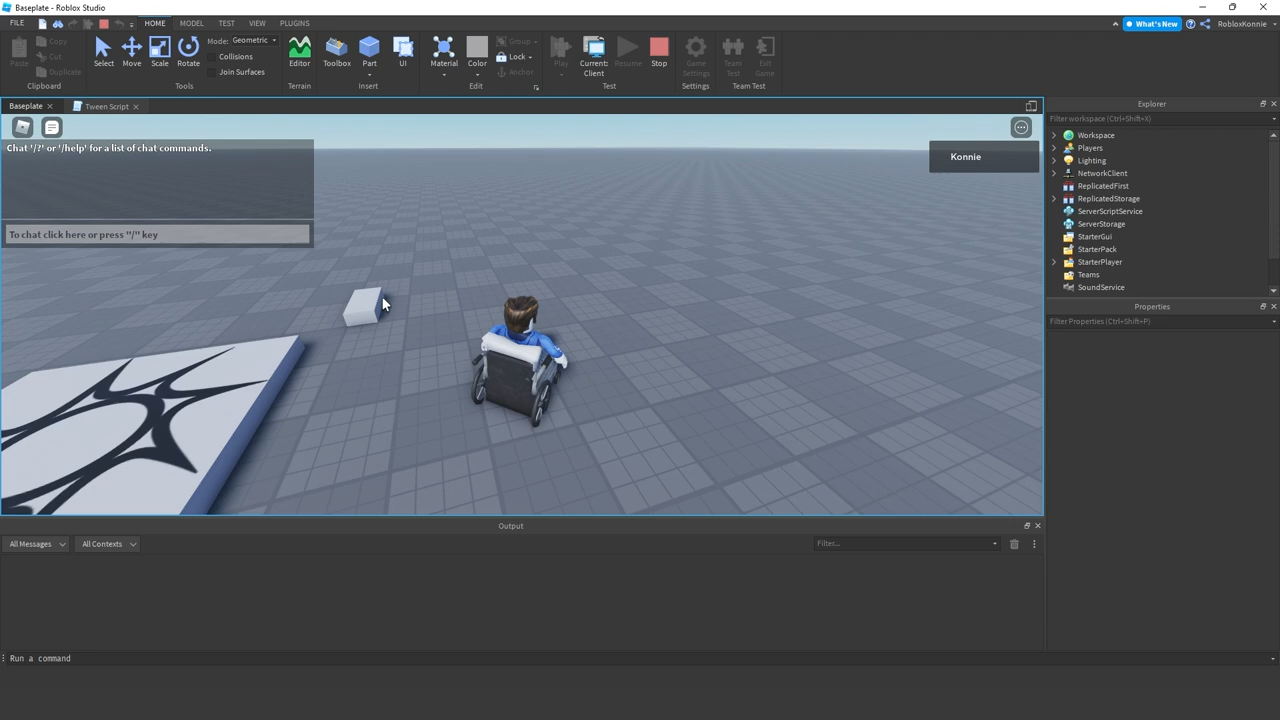 Baseplate - Roblox Studio
FILE HOME MODEL TEST VIEW PLUGINS What's New RobloxKonnie
Paste Copy Cut Duplicate
Select Move Scale Rotate
Mode: Geometric
Collisions
Join Surfaces
Editor Toolbox Part UI
Material Color Group Lock Anchor
Play Current: Client Resume Stop
Game Settings
Team Test
Exit Game
Clipboard Tools Terrain Insert Edit Test Settings Team Test
Baseplate Tween Script
Chat '/?' or '/help' for a list of chat commands.
To chat click here or press "/" key
Konnie
Explorer
Filter workspace (Ctrl+Shift+X)
Workspace
Players
Lighting
NetworkClient
ReplicatedFirst
ReplicatedStorage
ServerScriptService
ServerStorage
StarterGui
StarterPack
StarterPlayer
Teams
SoundService
Properties
Filter Properties (Ctrl+Shift+P)
Output
All Messages All Contexts Filter...
Run a command